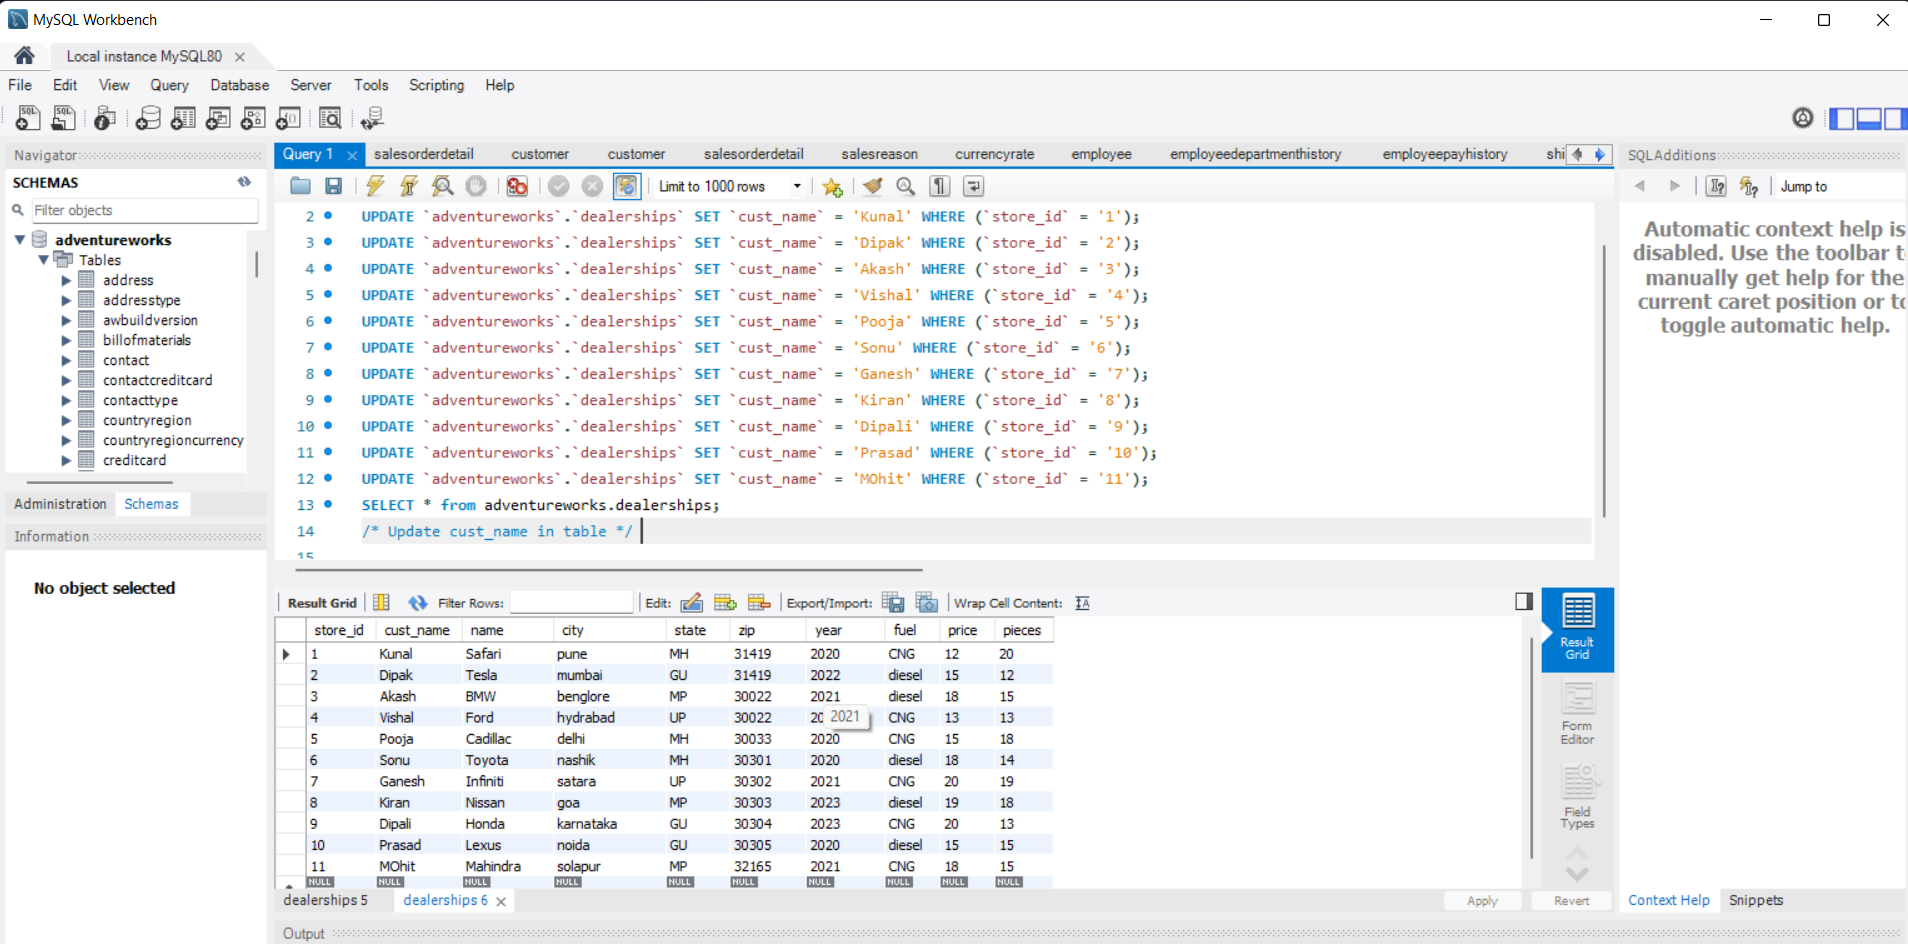 MySQL Workbench
Local instance MySQL80
File Edit View Query Database Server Tools Scripting Help
Navigator
SCHEMAS
Filter objects
adventureworks
Tables
address
addresstype
awbuildversion
billofmaterials
contact
contactcreditcard
contacttype
countryregion
countryregioncurrency
creditcard
Administration Schemas
Information
No object selected
Query 1 salesorderdetail customer customer salesorderdetail salesreason currencyrate employee employeedepartmenthistory employeepayhistory shi
Limit to 1000 rows
2 UPDATE `adventureworks`.`dealerships` SET `cust_name` = 'Kunal' WHERE (`store_id` = '1');
3 UPDATE `adventureworks`.`dealerships` SET `cust_name` = 'Dipak' WHERE (`store_id` = '2');
4 UPDATE `adventureworks`.`dealerships` SET `cust_name` = 'Akash' WHERE (`store_id` = '3');
5 UPDATE `adventureworks`.`dealerships` SET `cust_name` = 'Vishal' WHERE (`store_id` = '4');
6 UPDATE `adventureworks`.`dealerships` SET `cust_name` = 'Pooja' WHERE (`store_id` = '5');
7 UPDATE `adventureworks`.`dealerships` SET `cust_name` = 'Sonu' WHERE (`store_id` = '6');
8 UPDATE `adventureworks`.`dealerships` SET `cust_name` = 'Ganesh' WHERE (`store_id` = '7');
9 UPDATE `adventureworks`.`dealerships` SET `cust_name` = 'Kiran' WHERE (`store_id` = '8');
10 UPDATE `adventureworks`.`dealerships` SET `cust_name` = 'Dipali' WHERE (`store_id` = '9');
11 UPDATE `adventureworks`.`dealerships` SET `cust_name` = 'Prasad' WHERE (`store_id` = '10');
12 UPDATE `adventureworks`.`dealerships` SET `cust_name` = 'MOhit' WHERE (`store_id` = '11');
13 SELECT * from adventureworks.dealerships;
14 /* Update cust_name in table */
15
Result Grid Filter Rows: Edit: Export/Import: Wrap Cell Content:
store_id cust_name name city state zip year fuel price pieces
1 Kunal Safari pune MH 31419 2020 CNG 12 20
2 Dipak Tesla mumbai GU 31419 2022 diesel 15 12
3 Akash BMW benglore MP 30022 2021 diesel 18 15
4 Vishal Ford hydrabad UP 30022 20 2021 CNG 13 13
5 Pooja Cadillac delhi MH 30033 2020 CNG 15 18
6 Sonu Toyota nashik MH 30301 2020 diesel 18 14
7 Ganesh Infiniti satara UP 30302 2021 CNG 20 19
8 Kiran Nissan goa MP 30303 2023 diesel 19 18
9 Dipali Honda karnataka GU 30304 2023 CNG 20 13
10 Prasad Lexus noida GU 30305 2020 diesel 15 15
11 MOhit Mahindra solapur MP 32165 2021 CNG 18 15
NULL NULL NULL NULL NULL NULL NULL NULL NULL NULL
dealerships 5 dealerships 6
Apply Revert
Output
Result
Grid
Form
Editor
Field
Types
SQLAdditions
Jump to
Automatic context help is
disabled. Use the toolbar t
manually get help for the
current caret position or to
toggle automatic help.
Context Help Snippets